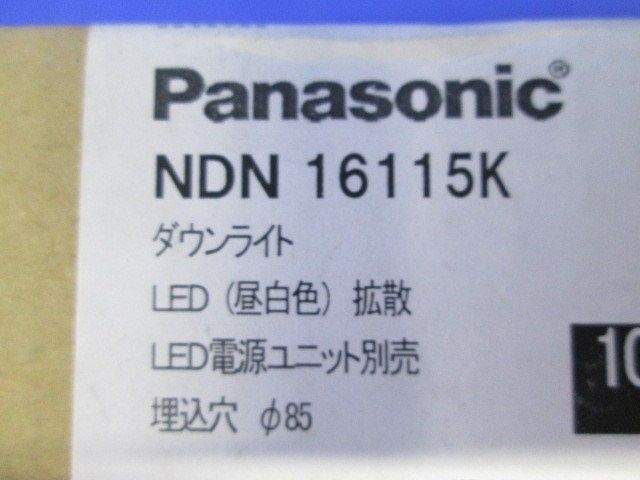 Panasonic®
NDN 16115K
ダウンライト
LED（昼白色）拡散
LED電源ユニット別売
10
埋込穴 φ85